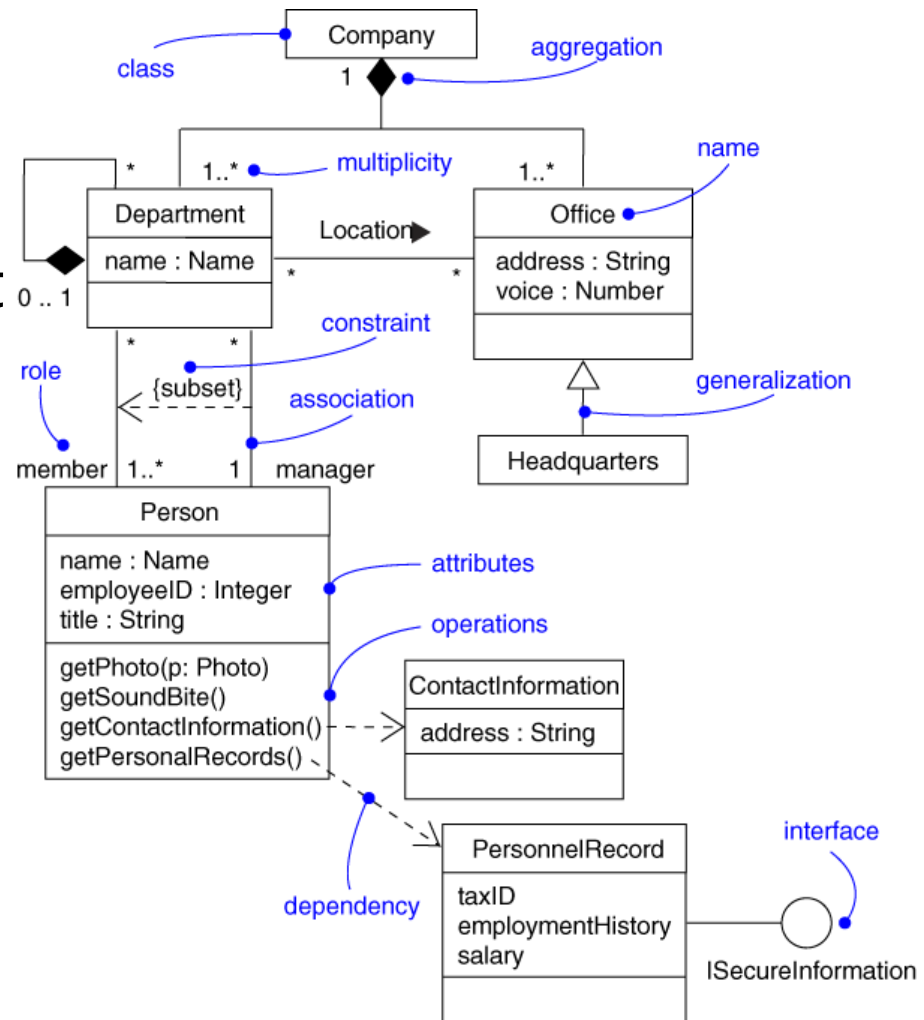 Company
class
aggregation
1
name
multiplicity
*
1..*
1..*
Department
Office
Location
name : Name
address : String
voice : Number
*
*
0 .. 1
constraint
*
*
role
{subset}
association
generalization
member
1..*
1
manager
Headquarters
Person
name : Name
employeeID : Integer
title : String
attributes
operations
getPhoto(p: Photo)
getSoundBite()
getContactInformation()
getPersonalRecords()
ContactInformation
address : String
interface
PersonnelRecord
dependency
taxID
employmentHistory
salary
ISecureInformation